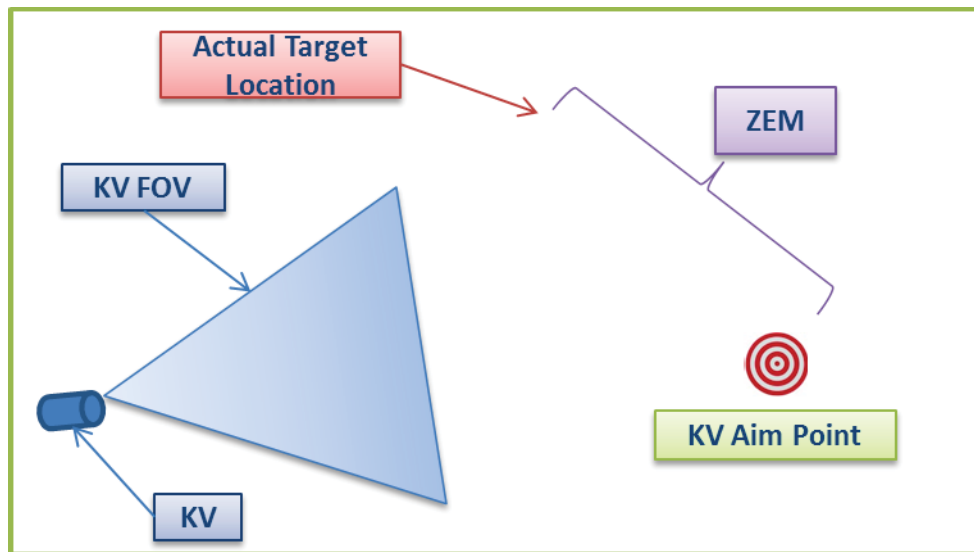 Actual Target
Location
ZEM
KV FOV
KV Aim Point
KV